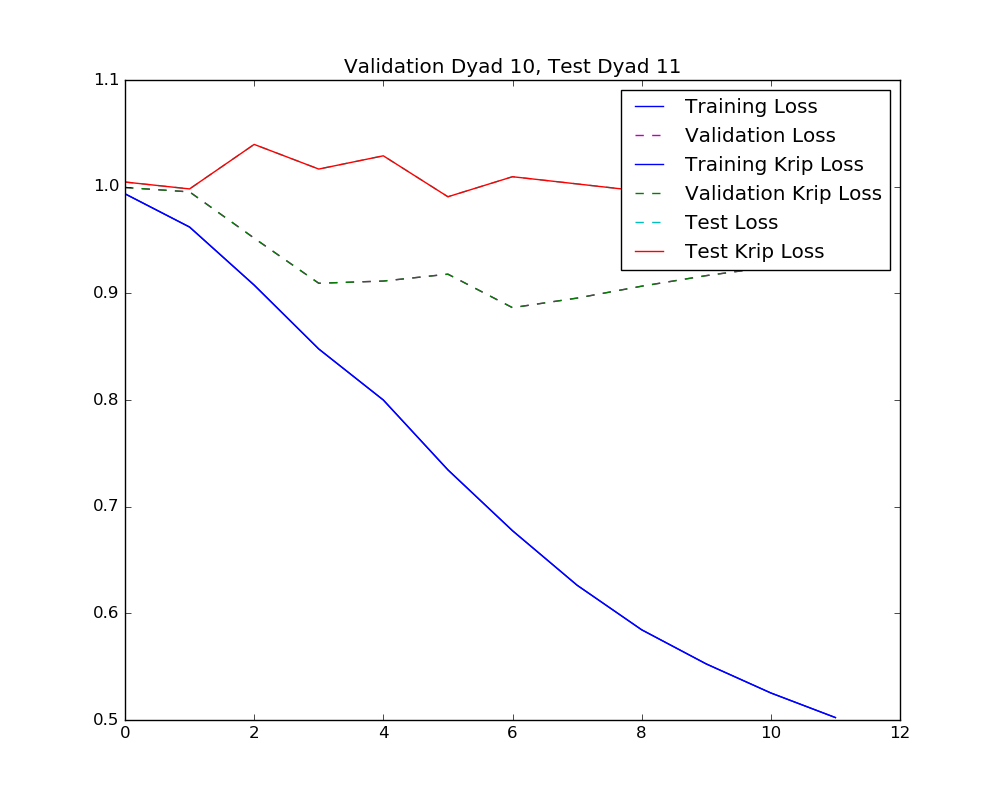 Validation Dyad 10, Test Dyad 11
1.1
1.0
0.9
0.8
0.7
0.6
0.5
Training Loss
Validation Loss
Training Krip Loss
Validation Krip Loss
Test Loss
Test Krip Loss
0 2 4 6 8 10 12